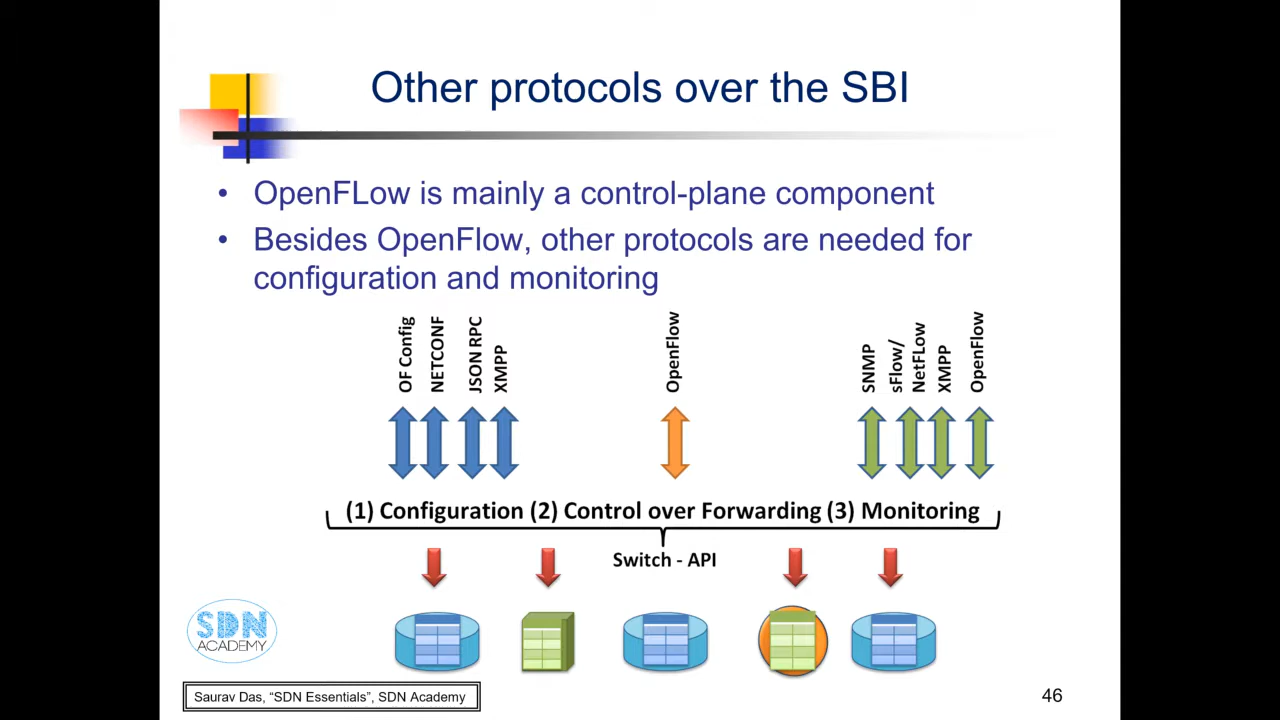 Other protocols over the SBI
• OpenFLow is mainly a control-plane component
• Besides OpenFlow, other protocols are needed for
configuration and monitoring
OF Config
NETCONF
JSON RPC
XMPP
OpenFlow
SNMP
sFlow/
NetFLow
XMPP
OpenFlow
(1) Configuration (2) Control over Forwarding (3) Monitoring
Switch - API
SDN
ACADEMY
Saurav Das, “SDN Essentials”, SDN Academy
46